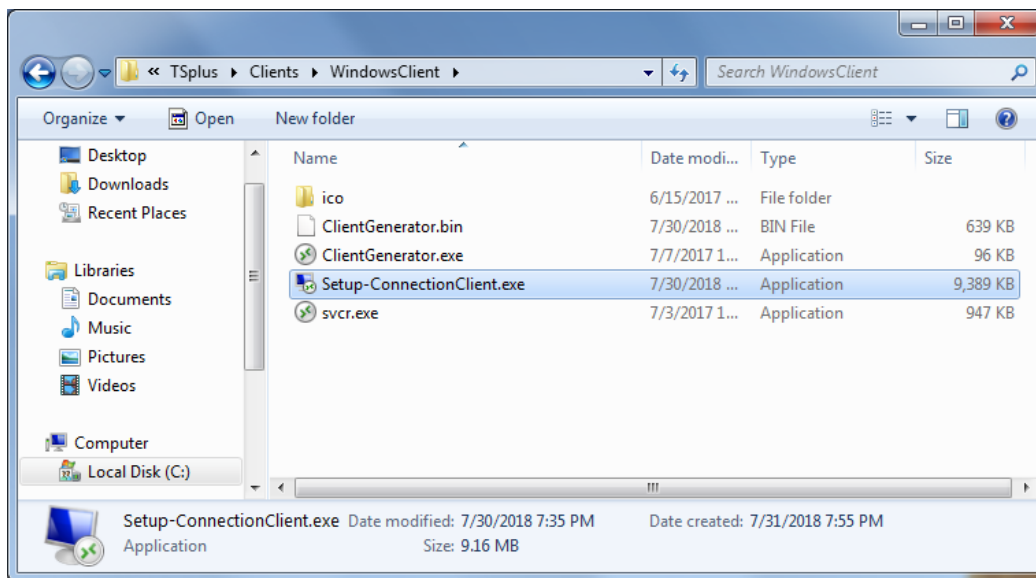 « TSplus ▸ Clients ▸ WindowsClient ▸ Search WindowsClient
Organize Open New folder
Desktop
Downloads
Recent Places
Libraries
Documents
Music
Pictures
Videos
Computer
Local Disk (C:)
Name Date modi... Type Size
ico 6/15/2017 ... File folder
ClientGenerator.bin 7/30/2018 ... BIN File 639 KB
ClientGenerator.exe 7/7/2017 1... Application 96 KB
Setup-ConnectionClient.exe 7/30/2018 ... Application 9,389 KB
svcr.exe 7/3/2017 1... Application 947 KB
Setup-ConnectionClient.exe Date modified: 7/30/2018 7:35 PM Date created: 7/31/2018 7:55 PM
Application Size: 9.16 MB